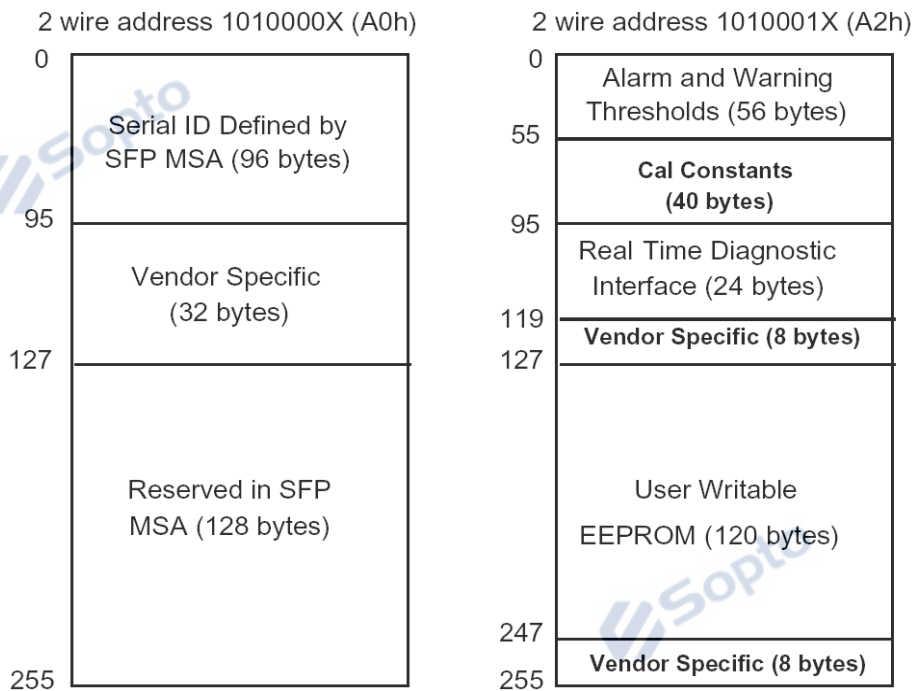 2 wire address 1010000X (A0h)
0
Serial ID Defined by
SFP MSA (96 bytes)
95
Vendor Specific
(32 bytes)
127
Reserved in SFP
MSA (128 bytes)
255
2 wire address 1010001X (A2h)
0
Alarm and Warning
Thresholds (56 bytes)
55
Cal Constants
(40 bytes)
95
Real Time Diagnostic
Interface (24 bytes)
119
Vendor Specific (8 bytes)
127
User Writable
EEPROM (120 bytes)
247
Vendor Specific (8 bytes)
255
Sopto
Sopto